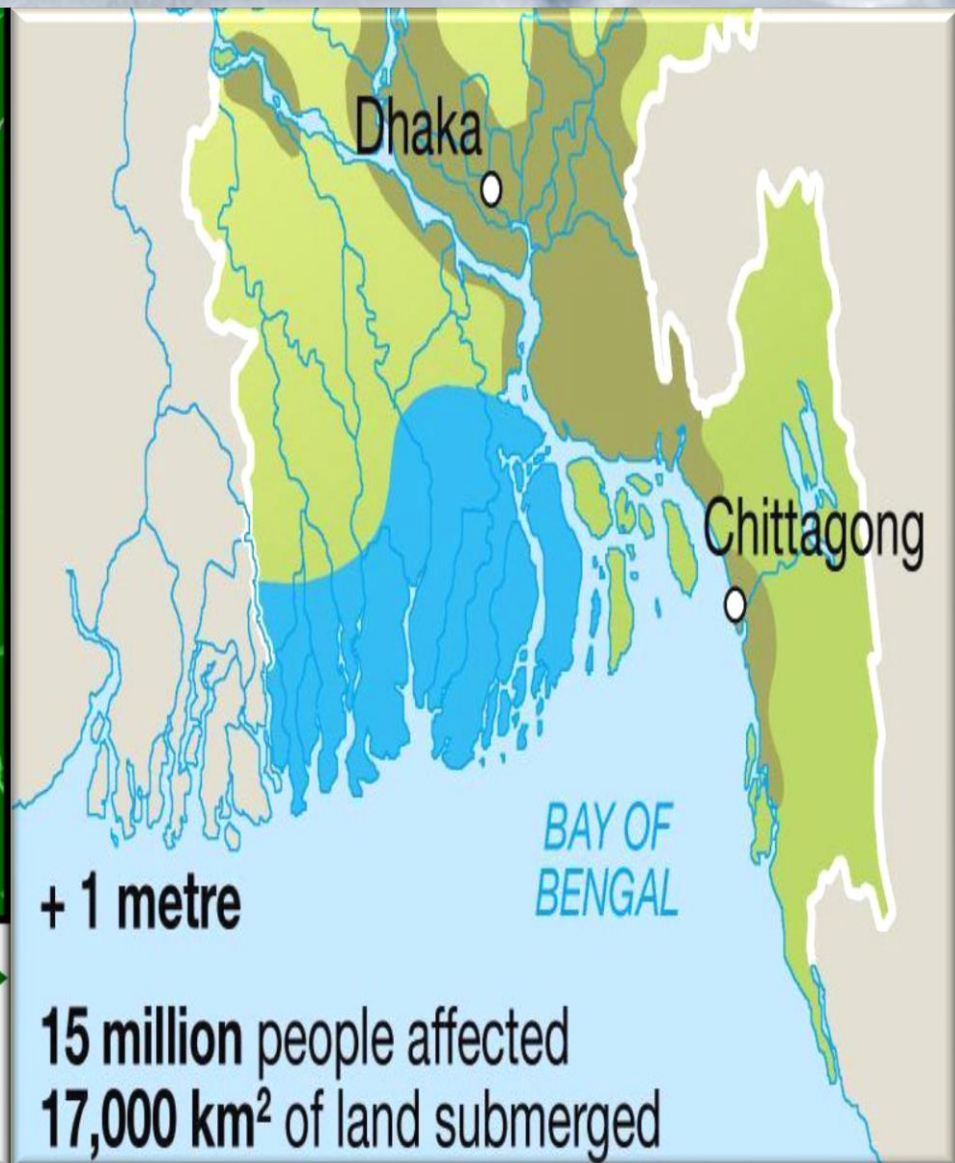 Dhaka
Chittagong
BAY OF
BENGAL
+ 1 metre
15 million people affected
17,000 km² of land submerged